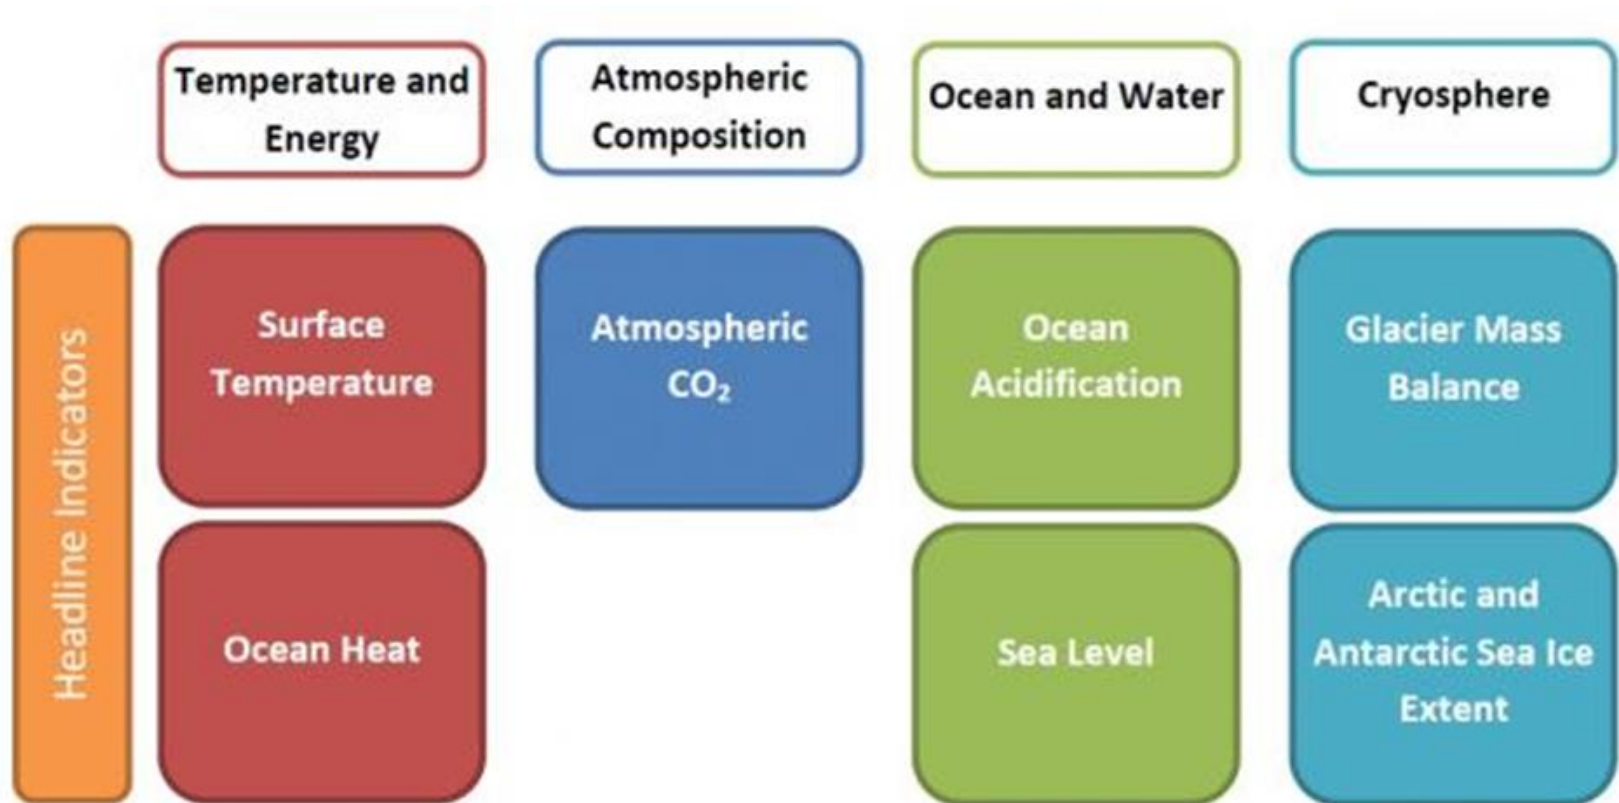 Temperature and
Energy
Atmospheric
Composition
Ocean and Water
Cryosphere
Headline Indicators
Surface
Temperature
Atmospheric
CO₂
Ocean
Acidification
Glacier Mass
Balance
Ocean Heat
Sea Level
Arctic and
Antarctic Sea Ice
Extent